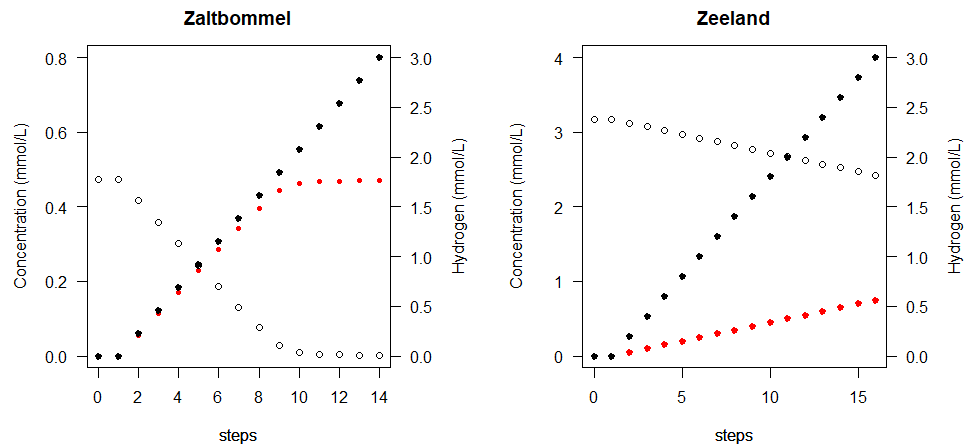 Zaltbommel
Concentration (mmol/L)
0.8
0.6
0.4
0.2
0.0
3.0
2.5
2.0
1.5
1.0
0.5
0.0
Hydrogen (mmol/L)
0 2 4 6 8 10 12 14
steps
Zeeland
Concentration (mmol/L)
4
3
2
1
0
3.0
2.5
2.0
1.5
1.0
0.5
0.0
Hydrogen (mmol/L)
0 5 10 15
steps